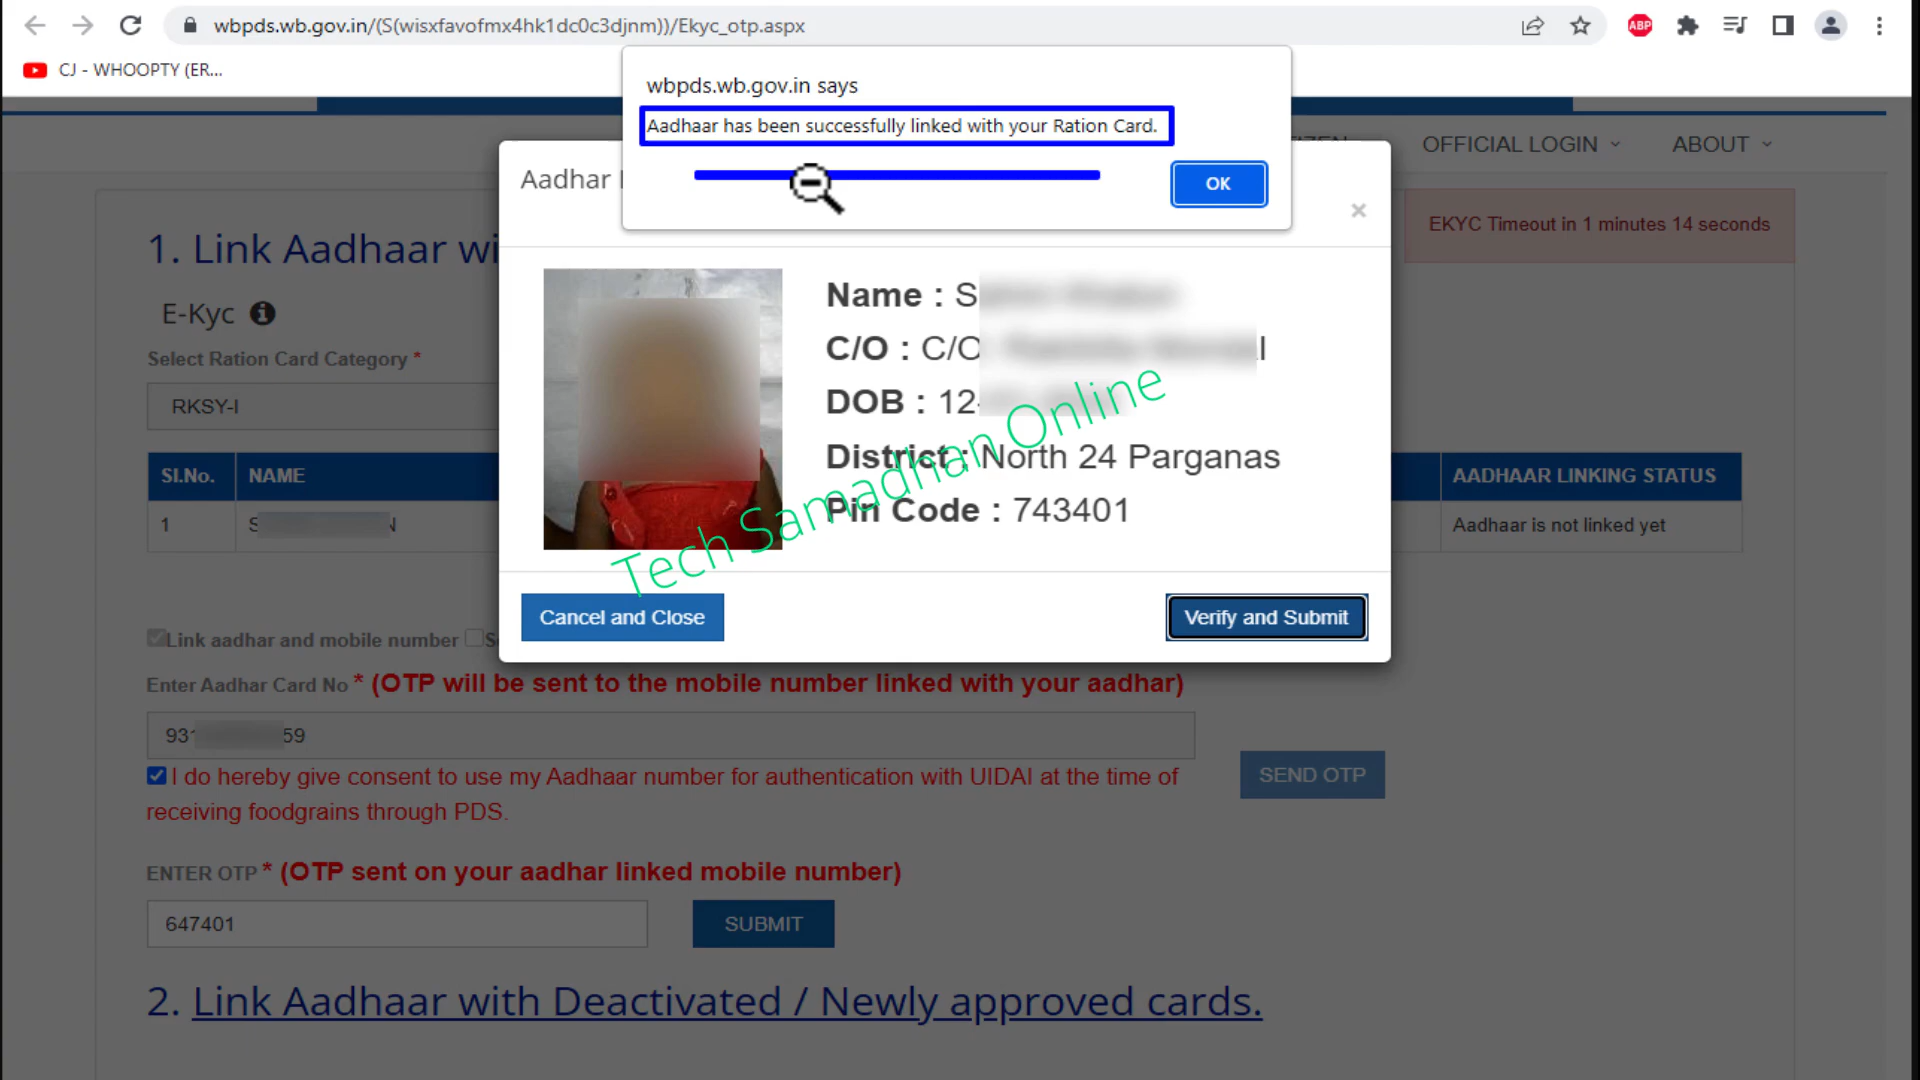 wbpds.wb.gov.in/(S(wisxfavofmx4hk1dc0c3djnm))/Ekyc_otp.aspx
ABP
CJ - WHOOPTY (ER...
wbpds.wb.gov.in says
Aadhaar has been successfully linked with your Ration Card.
OK
OFFICIAL LOGIN
ABOUT
Aadhar
×
EKYC Timeout in 1 minutes 14 seconds
1. Link Aadhaar wi
E-Kyc
Select Ration Card Category *
RKSY-I
Name : S
C/O : C/O l
DOB : 12-
District : North 24 Parganas
Pin Code : 743401
Tech Samadhan Online
Sl.No. NAME AADHAAR LINKING STATUS
1 S N Aadhaar is not linked yet
Cancel and Close
Verify and Submit
Link aadhar and mobile number S
Enter Aadhar Card No * (OTP will be sent to the mobile number linked with your aadhar)
931 59
I do hereby give consent to use my Aadhaar number for authentication with UIDAI at the time of
receiving foodgrains through PDS.
SEND OTP
ENTER OTP * (OTP sent on your aadhar linked mobile number)
647401
SUBMIT
2. Link Aadhaar with Deactivated / Newly approved cards.